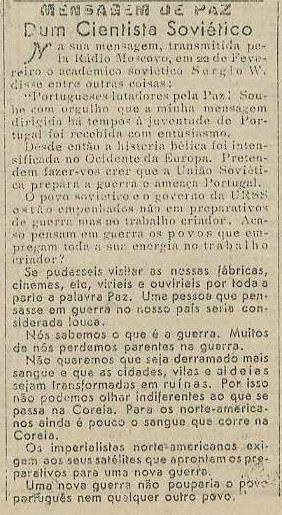 MENSAGEM DE PAZ
Dum Cientista Soviético
Na sua mensagem, transmitida pe-
la Rádio Moscovo, em 22 de Feve-
reiro o académico soviético Sergio W.
disse entre outras coisas:
"Portugueses lutadores pela Paz! Sou-
be com orgulho que a minha mensagem
dirigida há tempos à juventude de Por-
tugal foi recebida com entusiasmo.
Desde então a histeria bélica foi inten-
sificada no Ocidente da Europa. Preten-
dem fazer-vos crer que a União Soviéti-
ca prepara a guerra e ameaça Portugal.
O povo soviético e o governo da URSS
estão empenhados não em preparativos
de guerra mas no trabalho criador. Aca-
so pensum em guerra os povos que em-
pregam toda a sua energia no trabalho
criador?
Se pudesseis visitar as nossas fábricas,
cinemas, etc, viríeis e ouviríeis por toda a
parte a palavra Paz. Uma pessoa que pen-
sasse em guerra no nosso país seria con-
siderada louca.
Nós sabemos o que é a guerra. Muitos
de nós perdemos parentes na guerra.
Não queremos que seja derramado mais
sangue e que as cidades, vilas e aldeias
sejam transformadas em ruínas. Por isso
não podemos olhar indiferentes ao que se
passa na Coreia. Para os norte-america-
nos ainda é pouco o sangue que corre na
Coreia.
Os imperialistas norte-americanos exi-
gem aos seus satélites que aprontem os pre-
parativos para uma nova guerra.
Uma nova guerra não pouparia o povo
português nem qualquer outro povo.